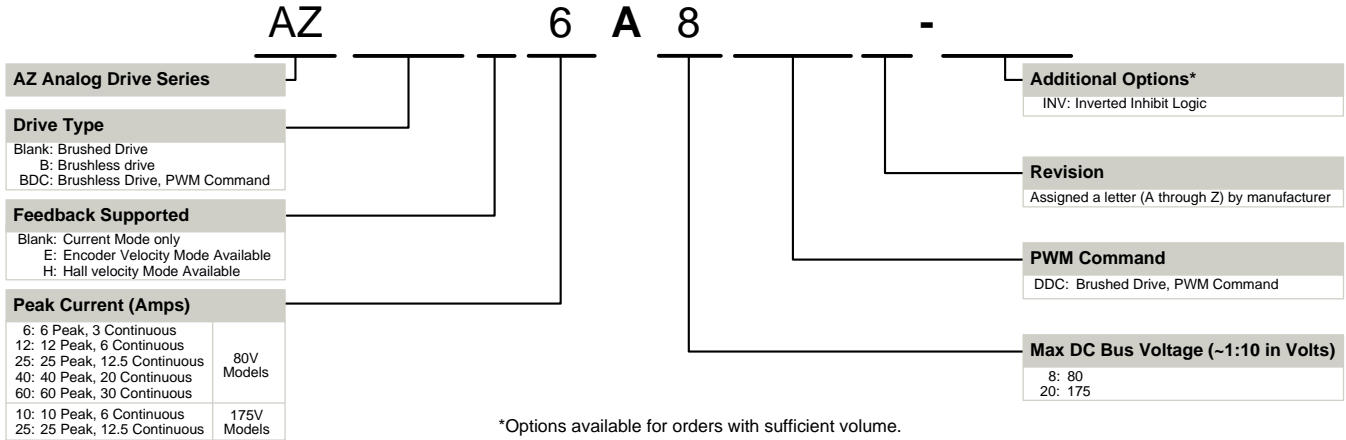 AZ 6 A 8 -
AZ Analog Drive Series
Drive Type
Blank: Brushed Drive
B: Brushless drive
BDC: Brushless Drive, PWM Command
Feedback Supported
Blank: Current Mode only
E: Encoder Velocity Mode Available
H: Hall velocity Mode Available
Peak Current (Amps)
6: 6 Peak, 3 Continuous
12: 12 Peak, 6 Continuous
25: 25 Peak, 12.5 Continuous
40: 40 Peak, 20 Continuous
60: 60 Peak, 30 Continuous
80V
Models
10: 10 Peak, 6 Continuous
25: 25 Peak, 12.5 Continuous
175V
Models
Additional Options*
INV: Inverted Inhibit Logic
Revision
Assigned a letter (A through Z) by manufacturer
PWM Command
DDC: Brushed Drive, PWM Command
Max DC Bus Voltage (~1:10 in Volts)
8: 80
20: 175
*Options available for orders with sufficient volume.